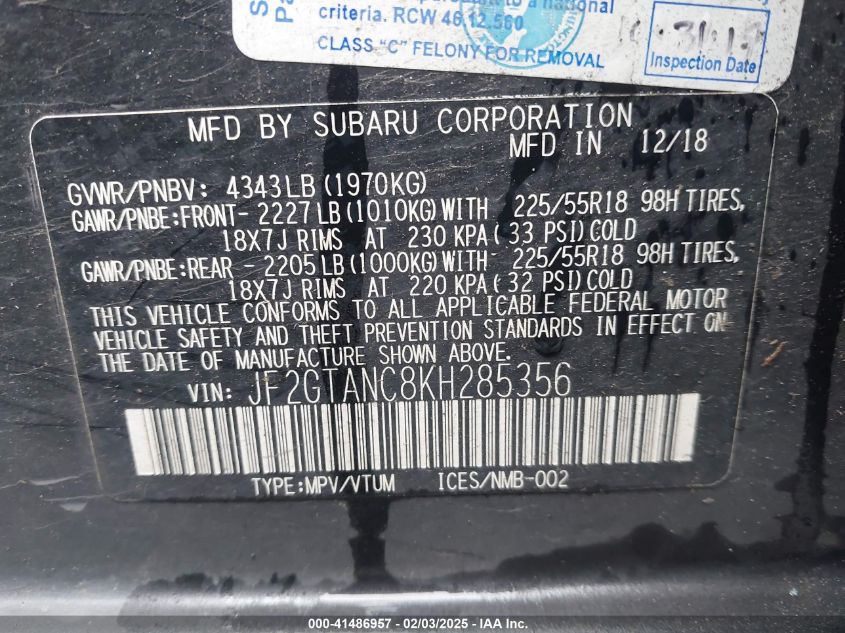 to a national
criteria. RCW 46.12.560
CLASS "C" FELONY FOR REMOVAL
Inspection Date
MFD BY SUBARU CORPORATION
MFD IN 12/18
GVWR/PNBV: 4343LB (1970KG)
GAWR/PNBE:FRONT- 2227LB (1010KG) WITH 225/55R18 98H TIRES,
18X7J RIMS AT 230 KPA ( 33 PSI) COLD
GAWR/PNBE:REAR - 2205LB (1000KG) WITH- 225/55R18 98H TIRES,
18X7J RIMS AT 220 KPA ( 32 PSI) COLD
THIS VEHICLE CONFORMS TO ALL APPLICABLE FEDERAL MOTOR
VEHICLE SAFETY AND THEFT PREVENTION STANDARDS IN EFFECT ON
THE DATE OF MANUFACTURE SHOWN ABOVE.
VIN: JF2GTANC8KH285356
TYPE:MPV/VTUM ICES/NMB-002
000-41486957 - 02/03/2025 - IAA Inc.